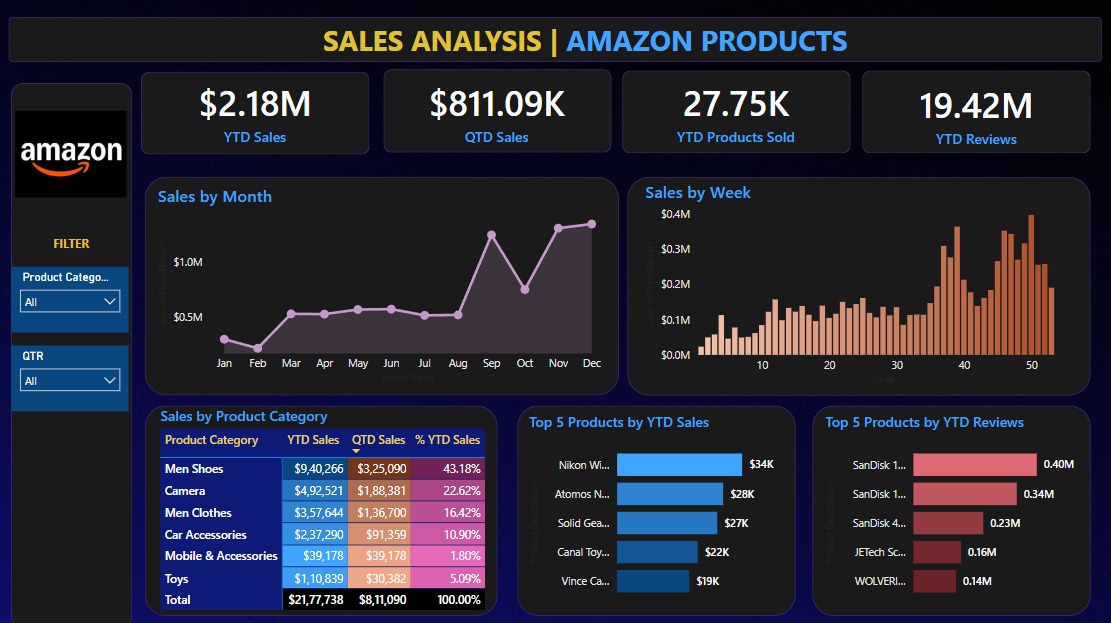 SALES ANALYSIS | AMAZON PRODUCTS
amazon
FILTER
Product Catego...
All
QTR
All
$2.18M
YTD Sales
$811.09K
QTD Sales
27.75K
YTD Products Sold
19.42M
YTD Reviews
Sales by Month
$1.0M
$0.5M
Jan Feb Mar Apr May Jun Jul Aug Sep Oct Nov Dec
Month Name
Sales by Week
$0.4M
$0.3M
$0.2M
$0.1M
$0.0M
10 20 30 40 50
Week
Sales by Product Category
Product Category YTD Sales QTD Sales % YTD Sales
Men Shoes $9,40,266 $3,25,090 43.18%
Camera $4,92,521 $1,88,381 22.62%
Men Clothes $3,57,644 $1,36,700 16.42%
Car Accessories $2,37,290 $91,359 10.90%
Mobile & Accessories $39,178 $39,178 1.80%
Toys $1,10,839 $30,382 5.09%
Total $21,77,738 $8,11,090 100.00%
Top 5 Products by YTD Sales
Nikon Wi... $34K
Atomos N... $28K
Solid Gea... $27K
Canal Toy... $22K
Vince Ca... $19K
Top 5 Products by YTD Reviews
SanDisk 1... 0.40M
SanDisk 1... 0.34M
SanDisk 4... 0.23M
JETech Sc... 0.16M
WOLVERI... 0.14M